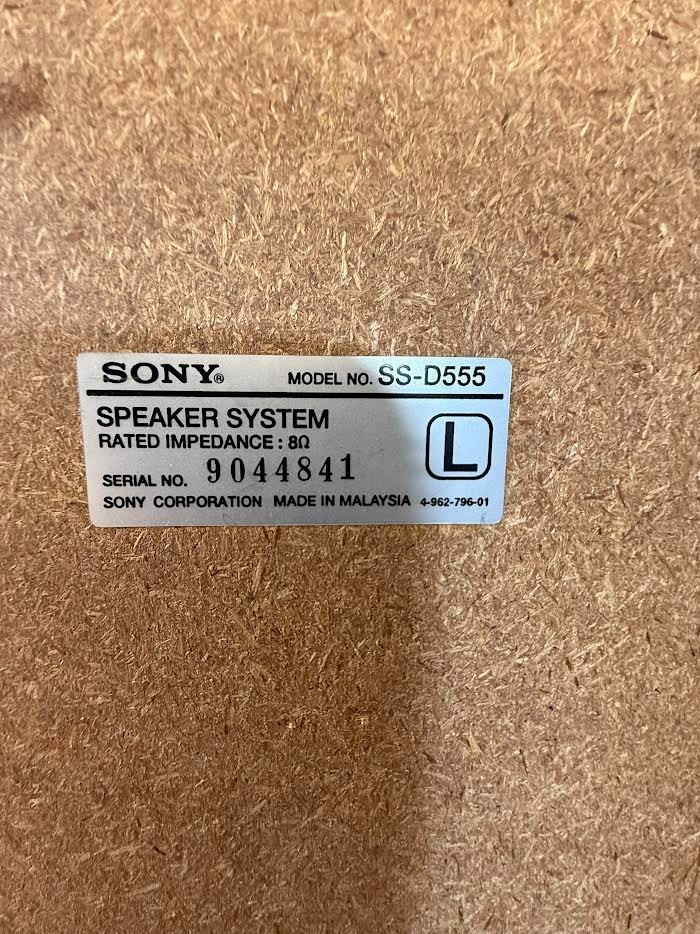 SONY® MODEL NO. SS-D555
SPEAKER SYSTEM
RATED IMPEDANCE : 8Ω
L
SERIAL NO. 9044841
SONY CORPORATION MADE IN MALAYSIA 4-962-796-01